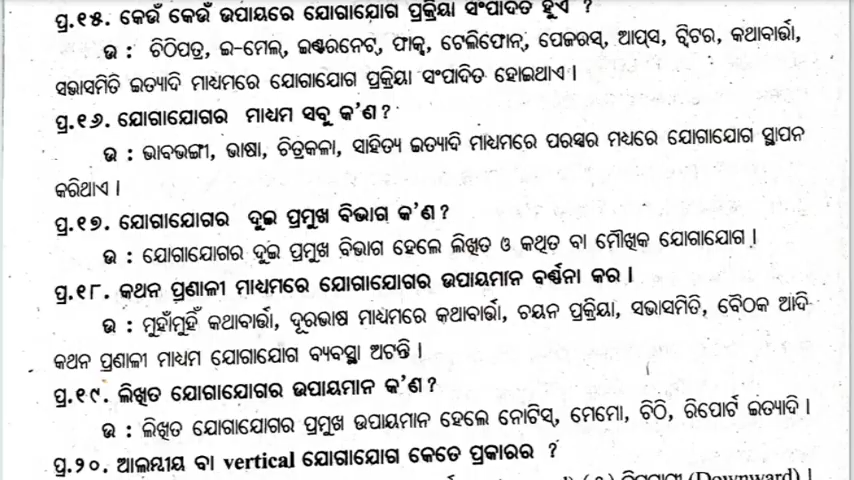 ପ୍ର.୧୫. କେଉଁ କେଉଁ ଉପାୟରେ ଯୋଗାଯୋଗ ପ୍ରକ୍ରିୟା ସଂପାଦିତ ହୁଏ ?
ଉ : ଚିଠିପତ୍ର, ଇ-ମେଲ୍, ଇଣ୍ଟରନେଟ୍, ଫାକ୍ସ, ଟେଲିଫୋନ୍, ପେଜରସ୍, ଆପ୍‌ସ, ଟ୍ୱିଟର, କଥାବାର୍ତ୍ତା,
ସଭାସମିତି ଇତ୍ୟାଦି ମାଧ୍ୟମରେ ଯୋଗାଯୋଗ ପ୍ରକ୍ରିୟା ସଂପାଦିତ ହୋଇଥାଏ ।
ପ୍ର.୧୬. ଯୋଗାଯୋଗର ମାଧ୍ୟମ ସବୁ କ'ଣ ?
ଉ : ଭାବଭଙ୍ଗୀ, ଭାଷା, ଚିତ୍ରକଳା, ସାହିତ୍ୟ ଇତ୍ୟାଦି ମାଧ୍ୟମରେ ପରସ୍ପର ମଧ୍ୟରେ ଯୋଗାଯୋଗ ସ୍ଥାପନ
କରିଥାଏ ।
ପ୍ର.୧୭. ଯୋଗାଯୋଗର ଦୁଇ ପ୍ରମୁଖ ବିଭାଗ କ'ଣ ?
ଉ : ଯୋଗାଯୋଗର ଦୁଇ ପ୍ରମୁଖ ବିଭାଗ ହେଲେ ଲିଖିତ ଓ କଥିତ ବା ମୌଖିକ ଯୋଗାଯୋଗ ।
ପ୍ର.୧୮. କଥନ ପ୍ରଣାଳୀ ମାଧ୍ୟମରେ ଯୋଗାଯୋଗର ଉପାୟମାନ ବର୍ଣ୍ଣନା କର ।
ଉ : ମୁହାଁମୁହିଁ କଥାବାର୍ତ୍ତା, ଦୂରଭାଷ ମାଧ୍ୟମରେ କଥାବାର୍ତ୍ତା, ଚୟନ ପ୍ରକ୍ରିୟା, ସଭାସମିତି, ବୈଠକ ଆଦି
କଥନ ପ୍ରଣାଳୀ ମାଧ୍ୟମ ଯୋଗାଯୋଗ ବ୍ୟବସ୍ଥା ଅଟନ୍ତି ।
ପ୍ର.୧୯. ଲିଖିତ ଯୋଗାଯୋଗର ଉପାୟମାନ କ'ଣ ?
ଉ : ଲିଖିତ ଯୋଗାଯୋଗର ପ୍ରମୁଖ ଉପାୟମାନ ହେଲେ ନୋଟିସ୍, ମେମୋ, ଚିଠି, ରିପୋର୍ଟ ଇତ୍ୟାଦି ।
ପ୍ର.୨୦. ଆଲମ୍ବୀୟ ବା vertical ଯୋଗାଯୋଗ କେତେ ପ୍ରକାରର ?
(Downward) ।